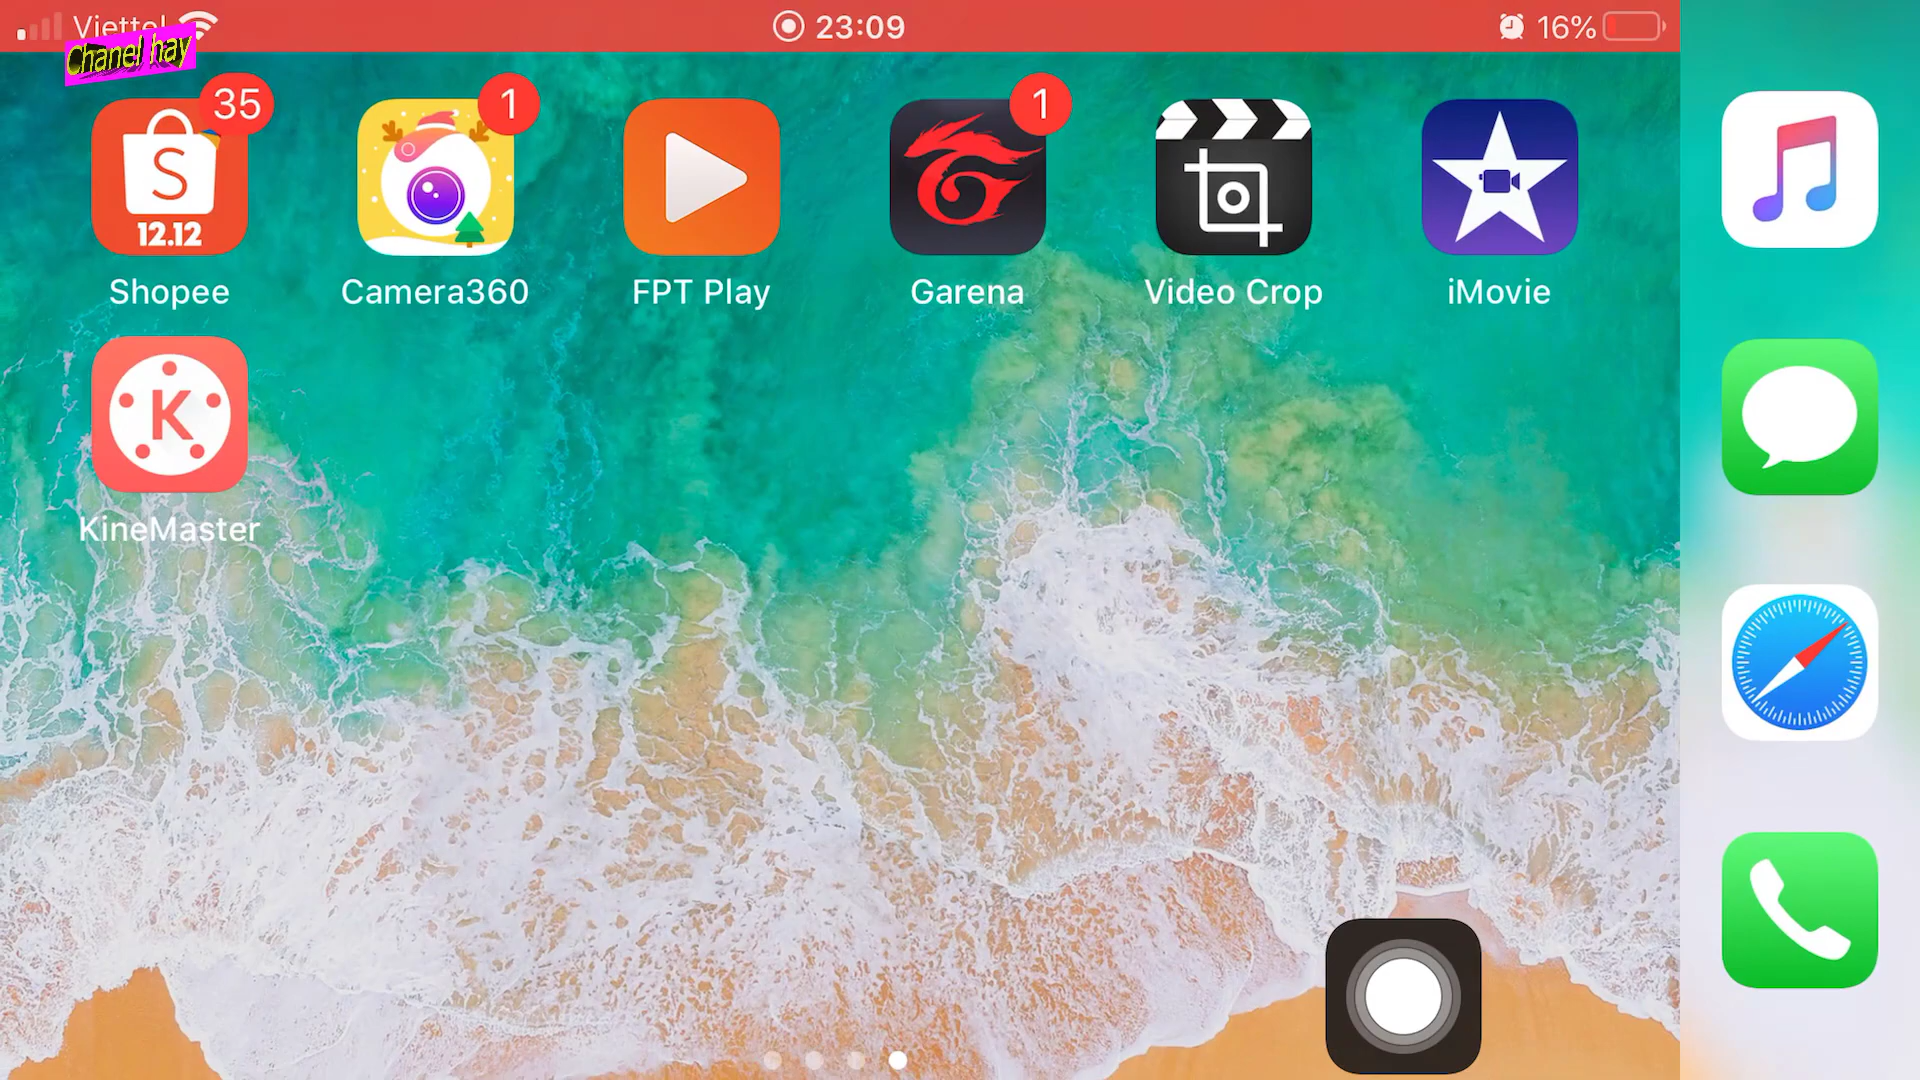 Viettel
23:09
16%
Chanel hay
35
1
1
S
12.12
Shopee
Camera360
FPT Play
Garena
Video Crop
iMovie
K
KineMaster